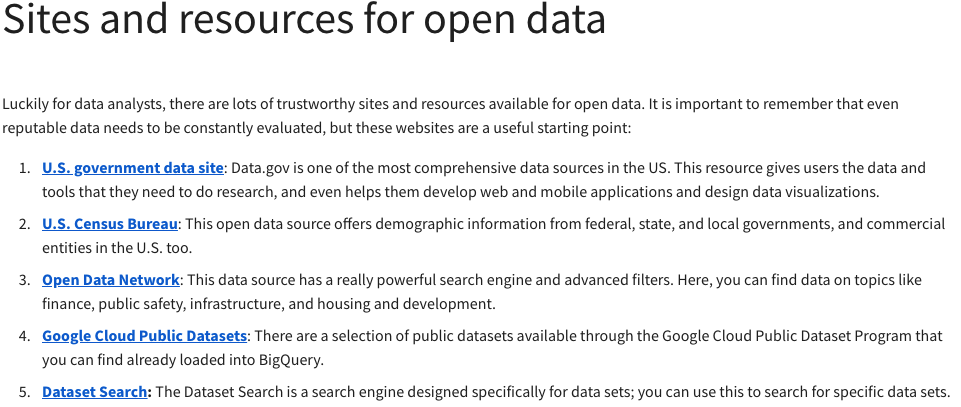 Sites and resources for open data
Luckily for data analysts, there are lots of trustworthy sites and resources available for open data. It is important to remember that even
reputable data needs to be constantly evaluated, but these websites are a useful starting point:
1. U.S. government data site: Data.gov is one of the most comprehensive data sources in the US. This resource gives users the data and
tools that they need to do research, and even helps them develop web and mobile applications and design data visualizations.
2. U.S. Census Bureau: This open data source offers demographic information from federal, state, and local governments, and commercial
entities in the U.S. too.
3. Open Data Network: This data source has a really powerful search engine and advanced filters. Here, you can find data on topics like
finance, public safety, infrastructure, and housing and development.
4. Google Cloud Public Datasets: There are a selection of public datasets available through the Google Cloud Public Dataset Program that
you can find already loaded into BigQuery.
5. Dataset Search: The Dataset Search is a search engine designed specifically for data sets; you can use this to search for specific data sets.